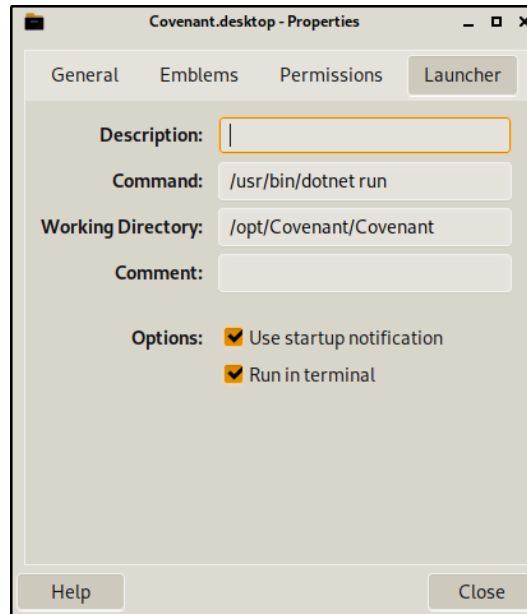 Covenant.desktop - Properties
General Emblems Permissions Launcher
Description:
Command: /usr/bin/dotnet run
Working Directory: /opt/Covenant/Covenant
Comment:
Options: Use startup notification
Run in terminal
Help Close